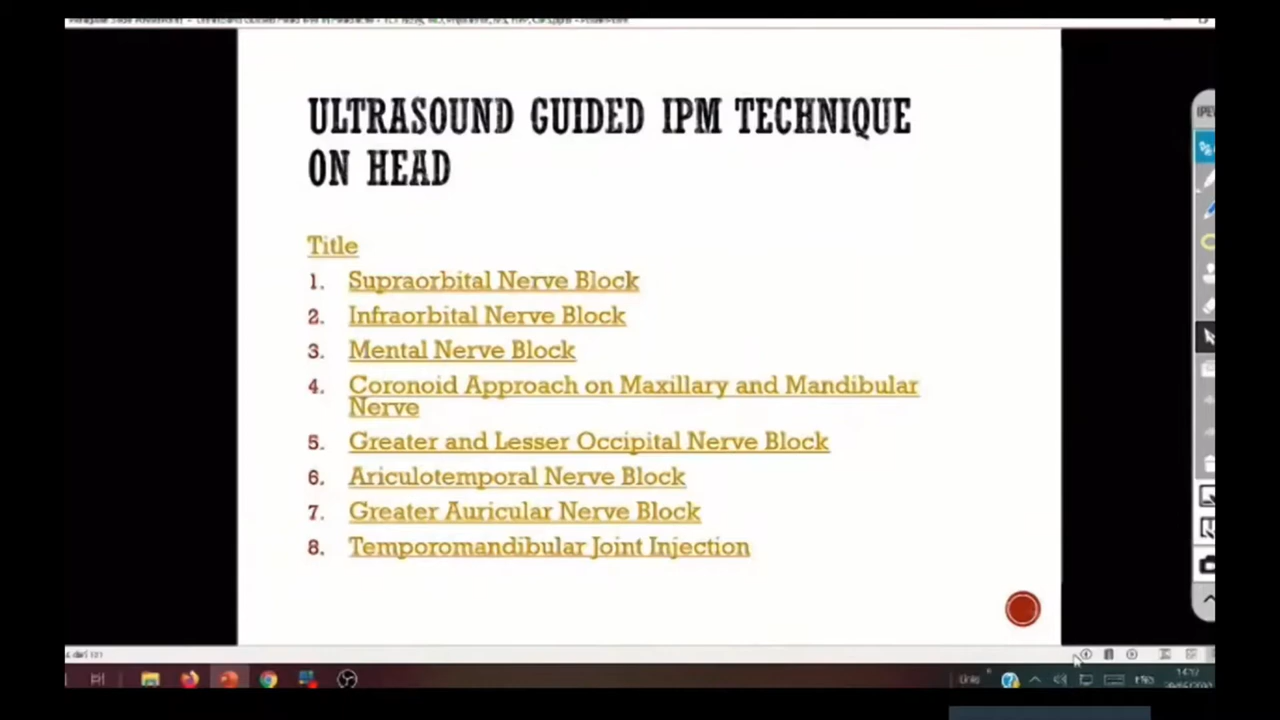 ULTRASOUND GUIDED IPM TECHNIQUE
ON HEAD
Title
1. Supraorbital Nerve Block
2. Infraorbital Nerve Block
3. Mental Nerve Block
4. Coronoid Approach on Maxillary and Mandibular
Nerve
5. Greater and Lesser Occipital Nerve Block
6. Ariculotemporal Nerve Block
7. Greater Auricular Nerve Block
8. Temporomandibular Joint Injection